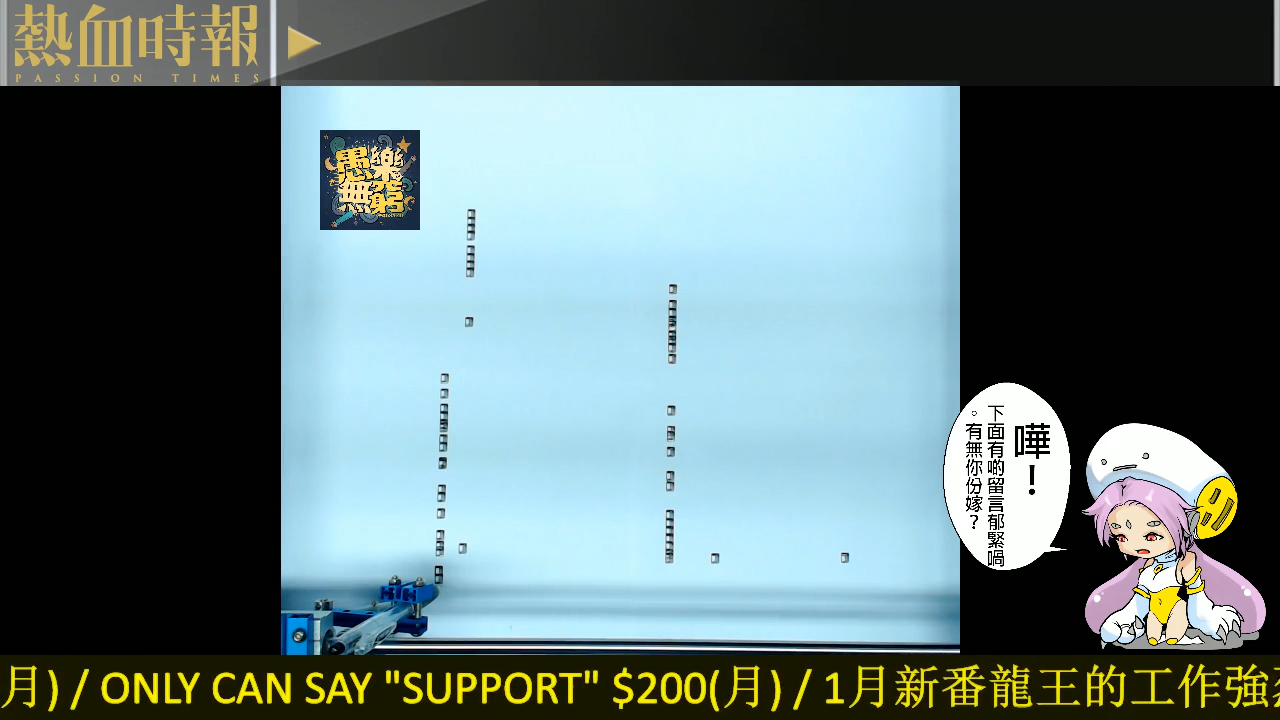 熱血時報
PASSION TIMES
愚樂
無窮
嘩！
下面有啲留言郁緊喎
。有無你份嫁？
月) / ONLY CAN SAY "SUPPORT" $200(月) / 1月新番龍王的工作強